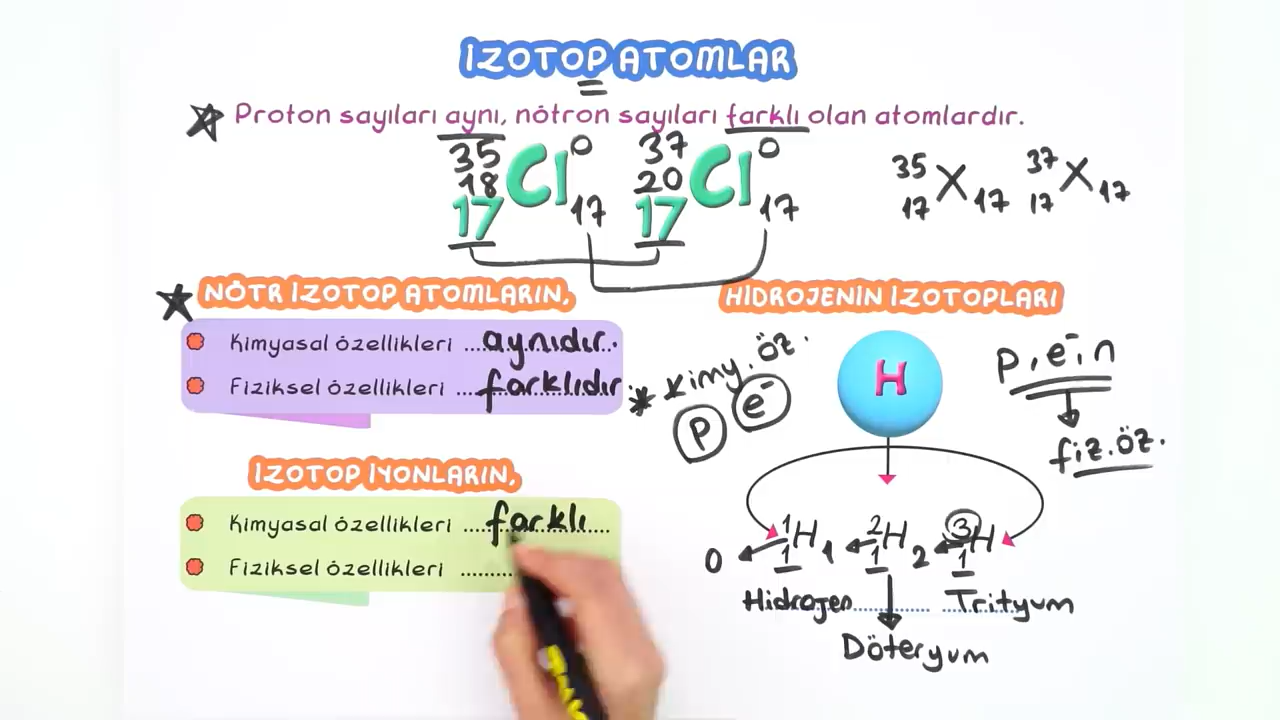 İZOTOP ATOMLAR
Proton sayıları aynı, nötron sayıları farklı olan atomlardır.
35 18 17 Cl 0 17
37 20 17 Cl 0 17
35 17 X 17
37 17 X 17
NÖTR İZOTOP ATOMLARIN,
Kimyasal özellikleri ....aynıdır.
Fiziksel özellikleri ....farklıdır.
İZOTOP İYONLARIN,
Kimyasal özellikleri ....farklı....
Fiziksel özellikleri .........
HİDROJENİN İZOTOPLARI
Kimy. öz.
p e-
H
p, e-, n
fiz. öz.
0 1 1 H
1 2 1 H
2 3 1 H
Hidrojen
Döteryum
Trityum